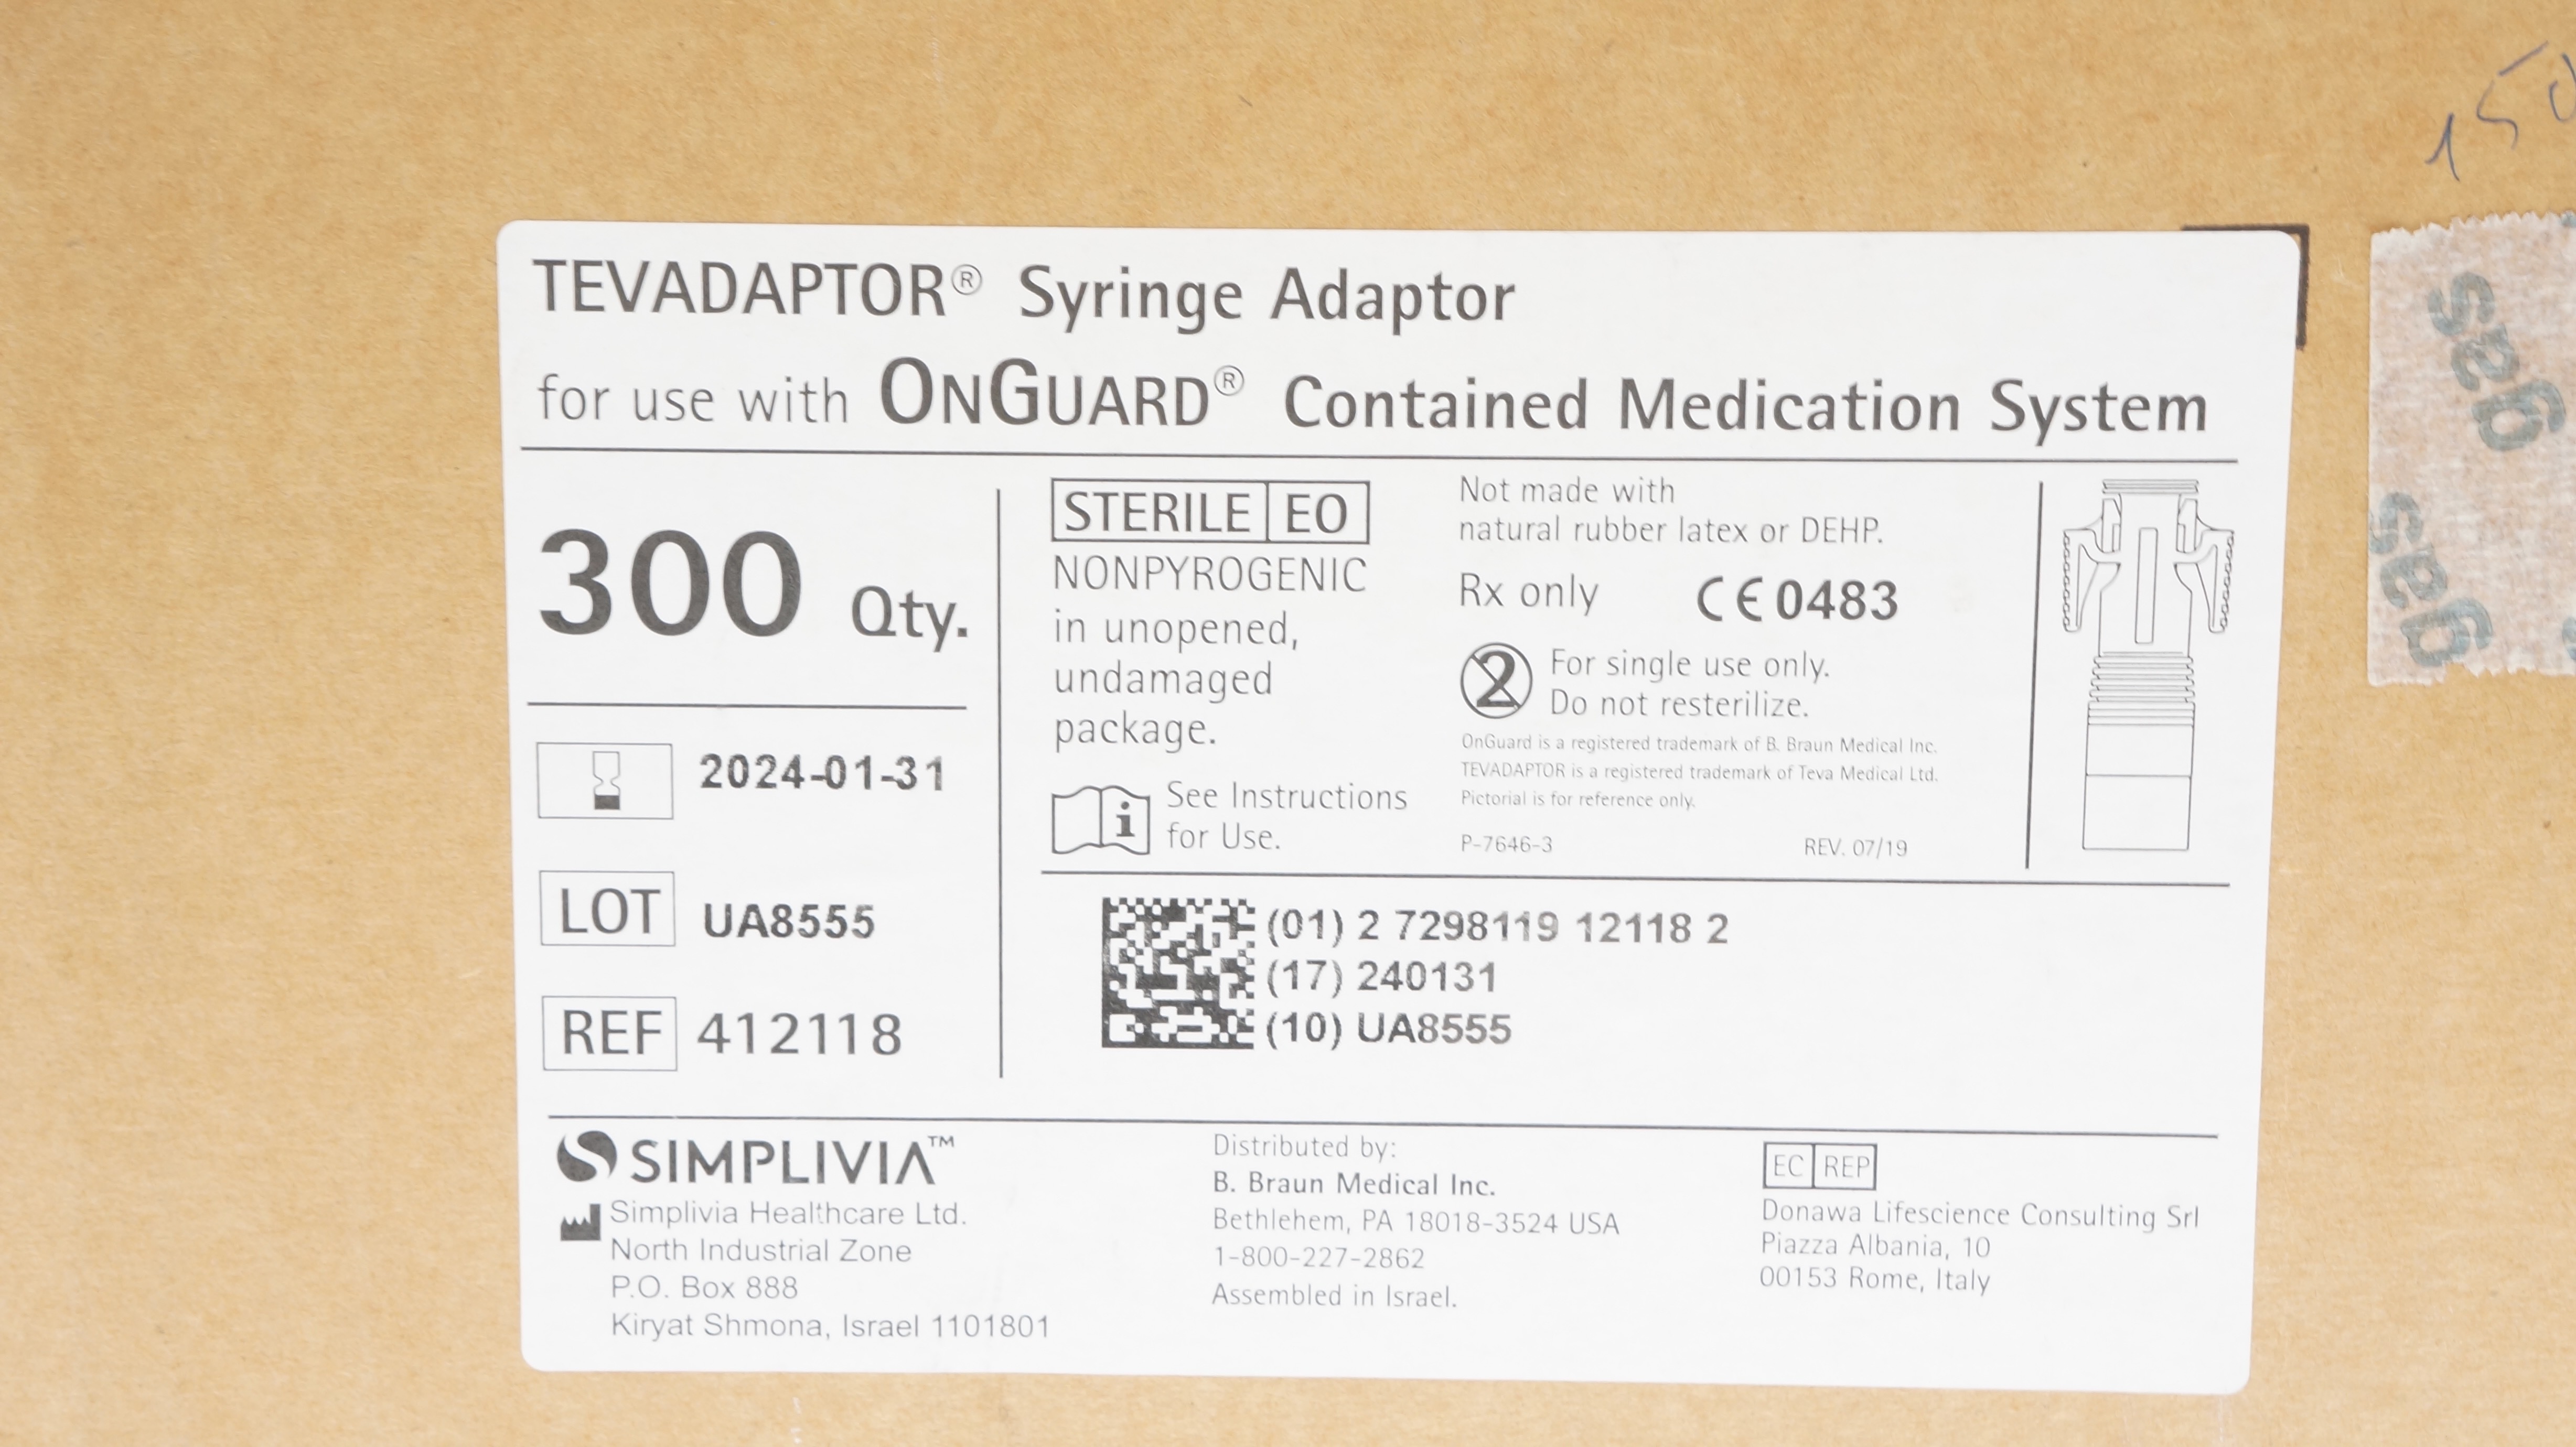 TEVADAPTOR® Syringe Adaptor
for use with ONGUARD® Contained Medication System
300 Qty.
2024-01-31
LOT UA8555
REF 412118
STERILE EO
NONPYROGENIC
in unopened,
undamaged
package.
See Instructions
for Use.
Not made with
natural rubber latex or DEHP.
Rx only CE 0483
2 For single use only.
Do not resterilize.
OnGuard is a registered trademark of B. Braun Medical Inc.
TEVADAPTOR is a registered trademark of Teva Medical Ltd.
Pictorial is for reference only.
P-7646-3 REV. 07/19
(01) 2 7298119 12118 2
(17) 240131
(10) UA8555
SIMPLIVIA™
Simplivia Healthcare Ltd.
North Industrial Zone
P.O. Box 888
Kiryat Shmona, Israel 1101801
Distributed by:
B. Braun Medical Inc.
Bethlehem, PA 18018-3524 USA
1-800-227-2862
Assembled in Israel.
EC REP
Donawa Lifescience Consulting Srl
Piazza Albania, 10
00153 Rome, Italy
gas
gas